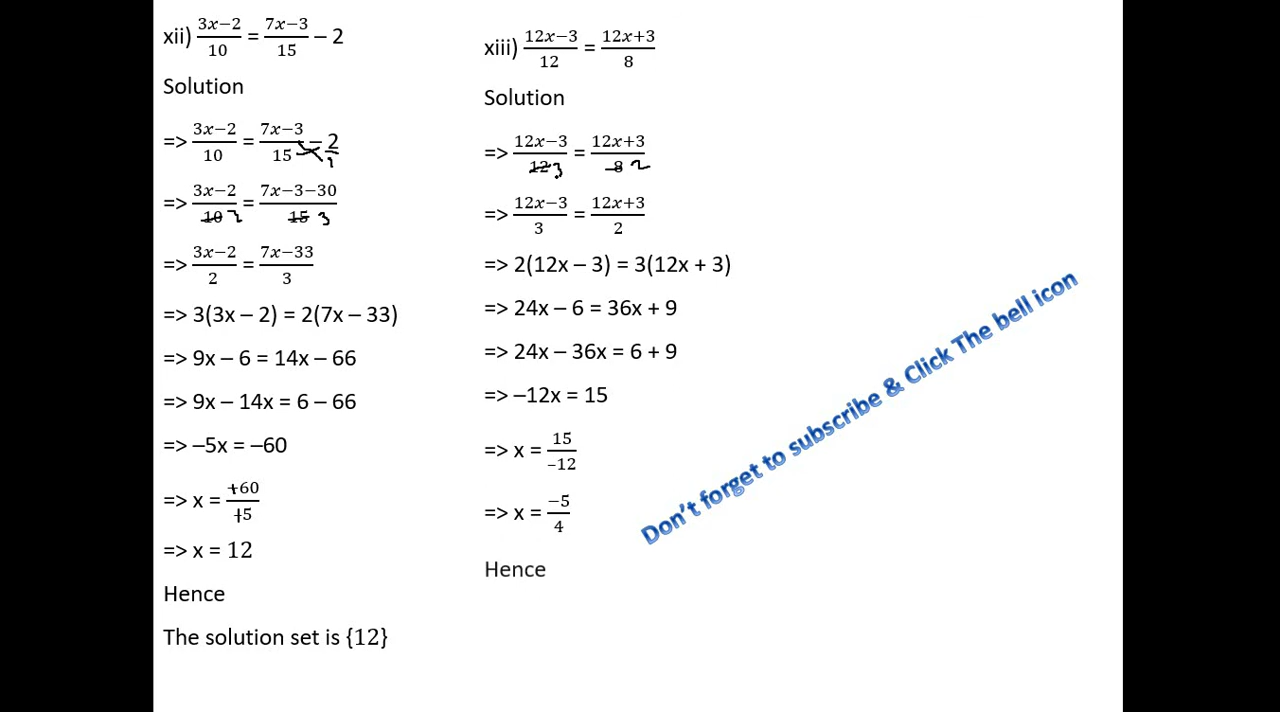 xii) (3x−2)/10 = (7x−3)/15 – 2
Solution
=> (3x−2)/10 = (7x−3)/15 – 2/1
=> (3x−2)/10 2 = (7x−3−30)/15 3
=> (3x−2)/2 = (7x−33)/3
=> 3(3x – 2) = 2(7x – 33)
=> 9x – 6 = 14x – 66
=> 9x – 14x = 6 – 66
=> –5x = –60
=> x = +60/+5
=> x = 12
Hence
The solution set is {12}
xiii) (12x−3)/12 = (12x+3)/8
Solution
=> (12x−3)/12 3 = (12x+3)/8 2
=> (12x−3)/3 = (12x+3)/2
=> 2(12x – 3) = 3(12x + 3)
=> 24x – 6 = 36x + 9
=> 24x – 36x = 6 + 9
=> –12x = 15
=> x = 15/−12
=> x = −5/4
Hence
Don't forget to subscribe & Click The bell icon